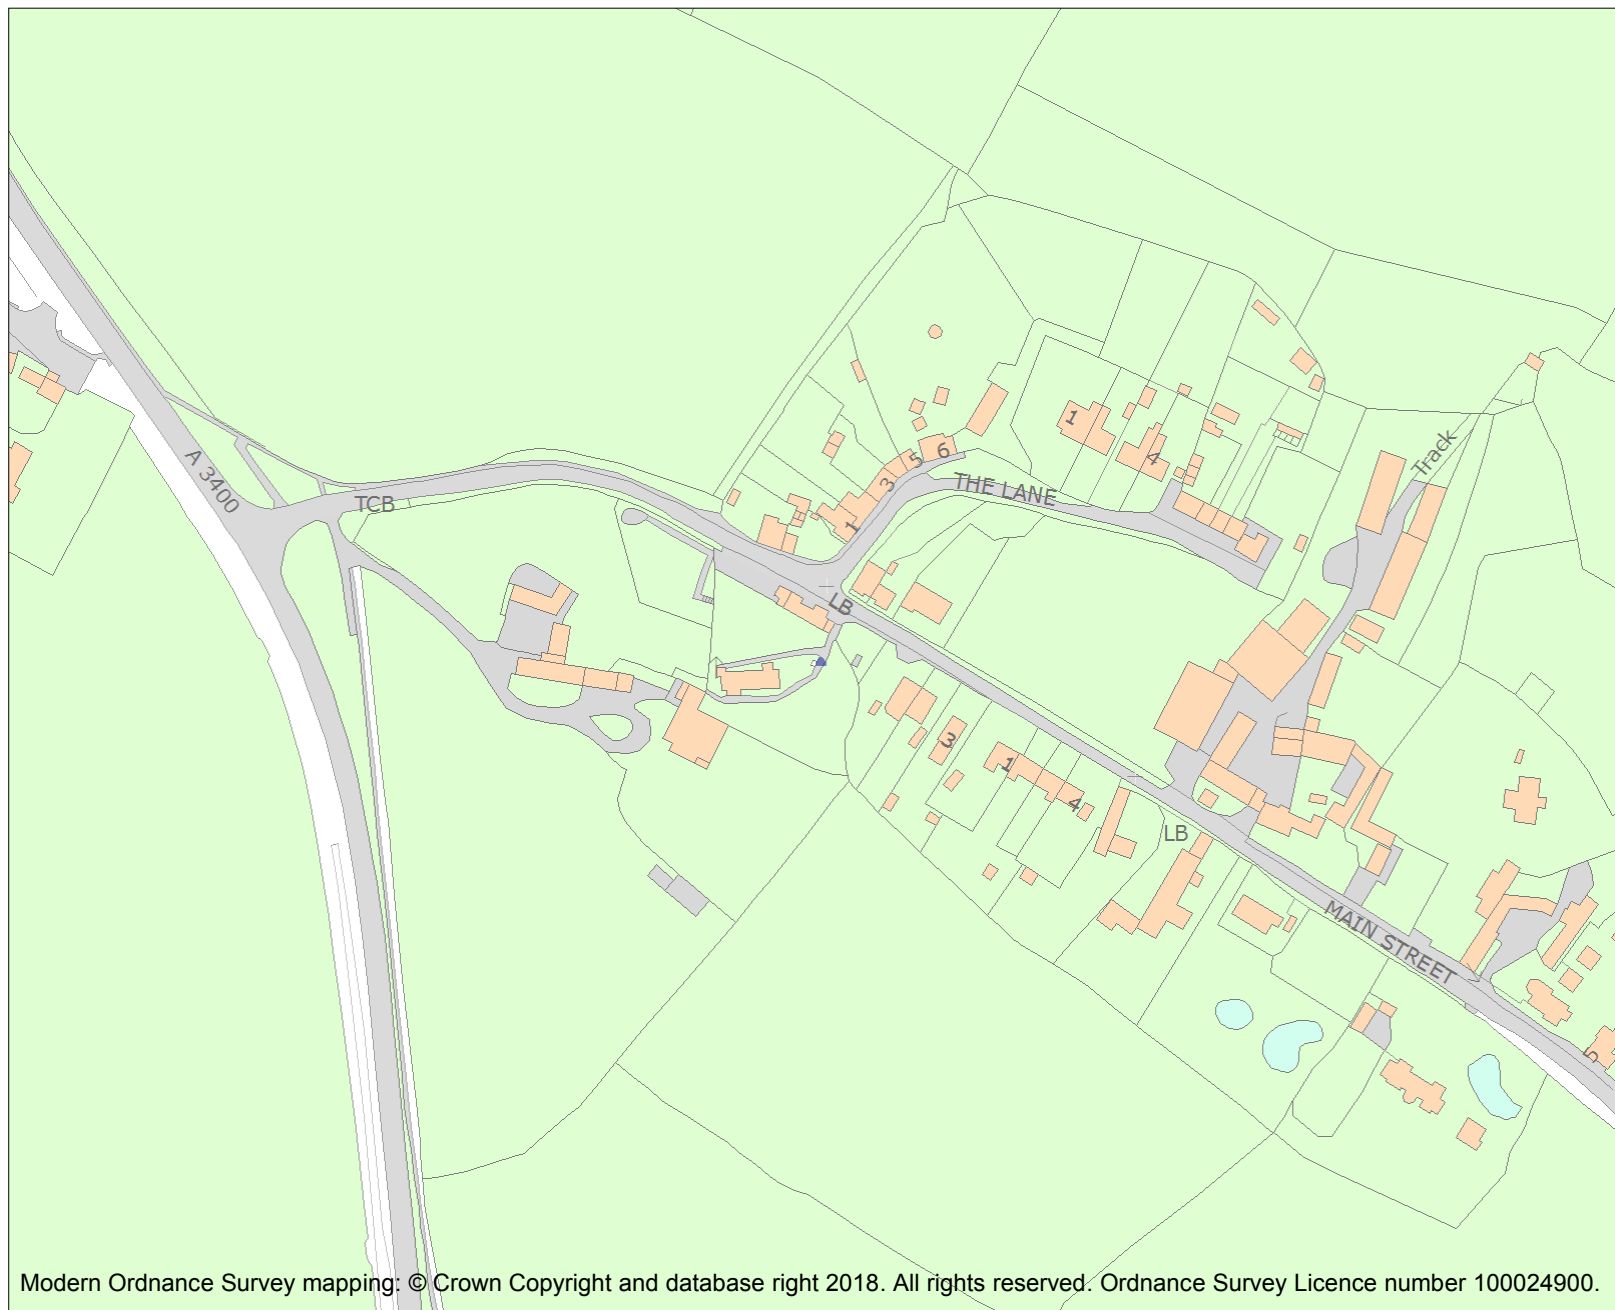 1
6
5
4
3
Track
A 3400
THE LANE
TCB
1
LB
3
1
4
LB
MAIN STREET
5
Modern Ordnance Survey mapping: © Crown Copyright and database right 2018. All rights reserved. Ordnance Survey Licence number 100024900.